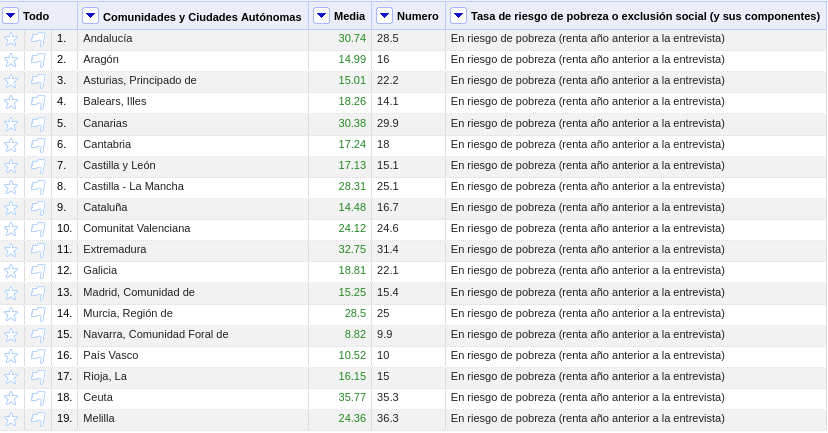 Todo Comunidades y Ciudades Autónomas Media Numero Tasa de riesgo de pobreza o exclusión social (y sus componentes)
1. Andalucía 30.74 28.5 En riesgo de pobreza (renta año anterior a la entrevista)
2. Aragón 14.99 16 En riesgo de pobreza (renta año anterior a la entrevista)
3. Asturias, Principado de 15.01 22.2 En riesgo de pobreza (renta año anterior a la entrevista)
4. Balears, Illes 18.26 14.1 En riesgo de pobreza (renta año anterior a la entrevista)
5. Canarias 30.38 29.9 En riesgo de pobreza (renta año anterior a la entrevista)
6. Cantabria 17.24 18 En riesgo de pobreza (renta año anterior a la entrevista)
7. Castilla y León 17.13 15.1 En riesgo de pobreza (renta año anterior a la entrevista)
8. Castilla - La Mancha 28.31 25.1 En riesgo de pobreza (renta año anterior a la entrevista)
9. Cataluña 14.48 16.7 En riesgo de pobreza (renta año anterior a la entrevista)
10. Comunitat Valenciana 24.12 24.6 En riesgo de pobreza (renta año anterior a la entrevista)
11. Extremadura 32.75 31.4 En riesgo de pobreza (renta año anterior a la entrevista)
12. Galicia 18.81 22.1 En riesgo de pobreza (renta año anterior a la entrevista)
13. Madrid, Comunidad de 15.25 15.4 En riesgo de pobreza (renta año anterior a la entrevista)
14. Murcia, Región de 28.5 25 En riesgo de pobreza (renta año anterior a la entrevista)
15. Navarra, Comunidad Foral de 8.82 9.9 En riesgo de pobreza (renta año anterior a la entrevista)
16. País Vasco 10.52 10 En riesgo de pobreza (renta año anterior a la entrevista)
17. Rioja, La 16.15 15 En riesgo de pobreza (renta año anterior a la entrevista)
18. Ceuta 35.77 35.3 En riesgo de pobreza (renta año anterior a la entrevista)
19. Melilla 24.36 36.3 En riesgo de pobreza (renta año anterior a la entrevista)